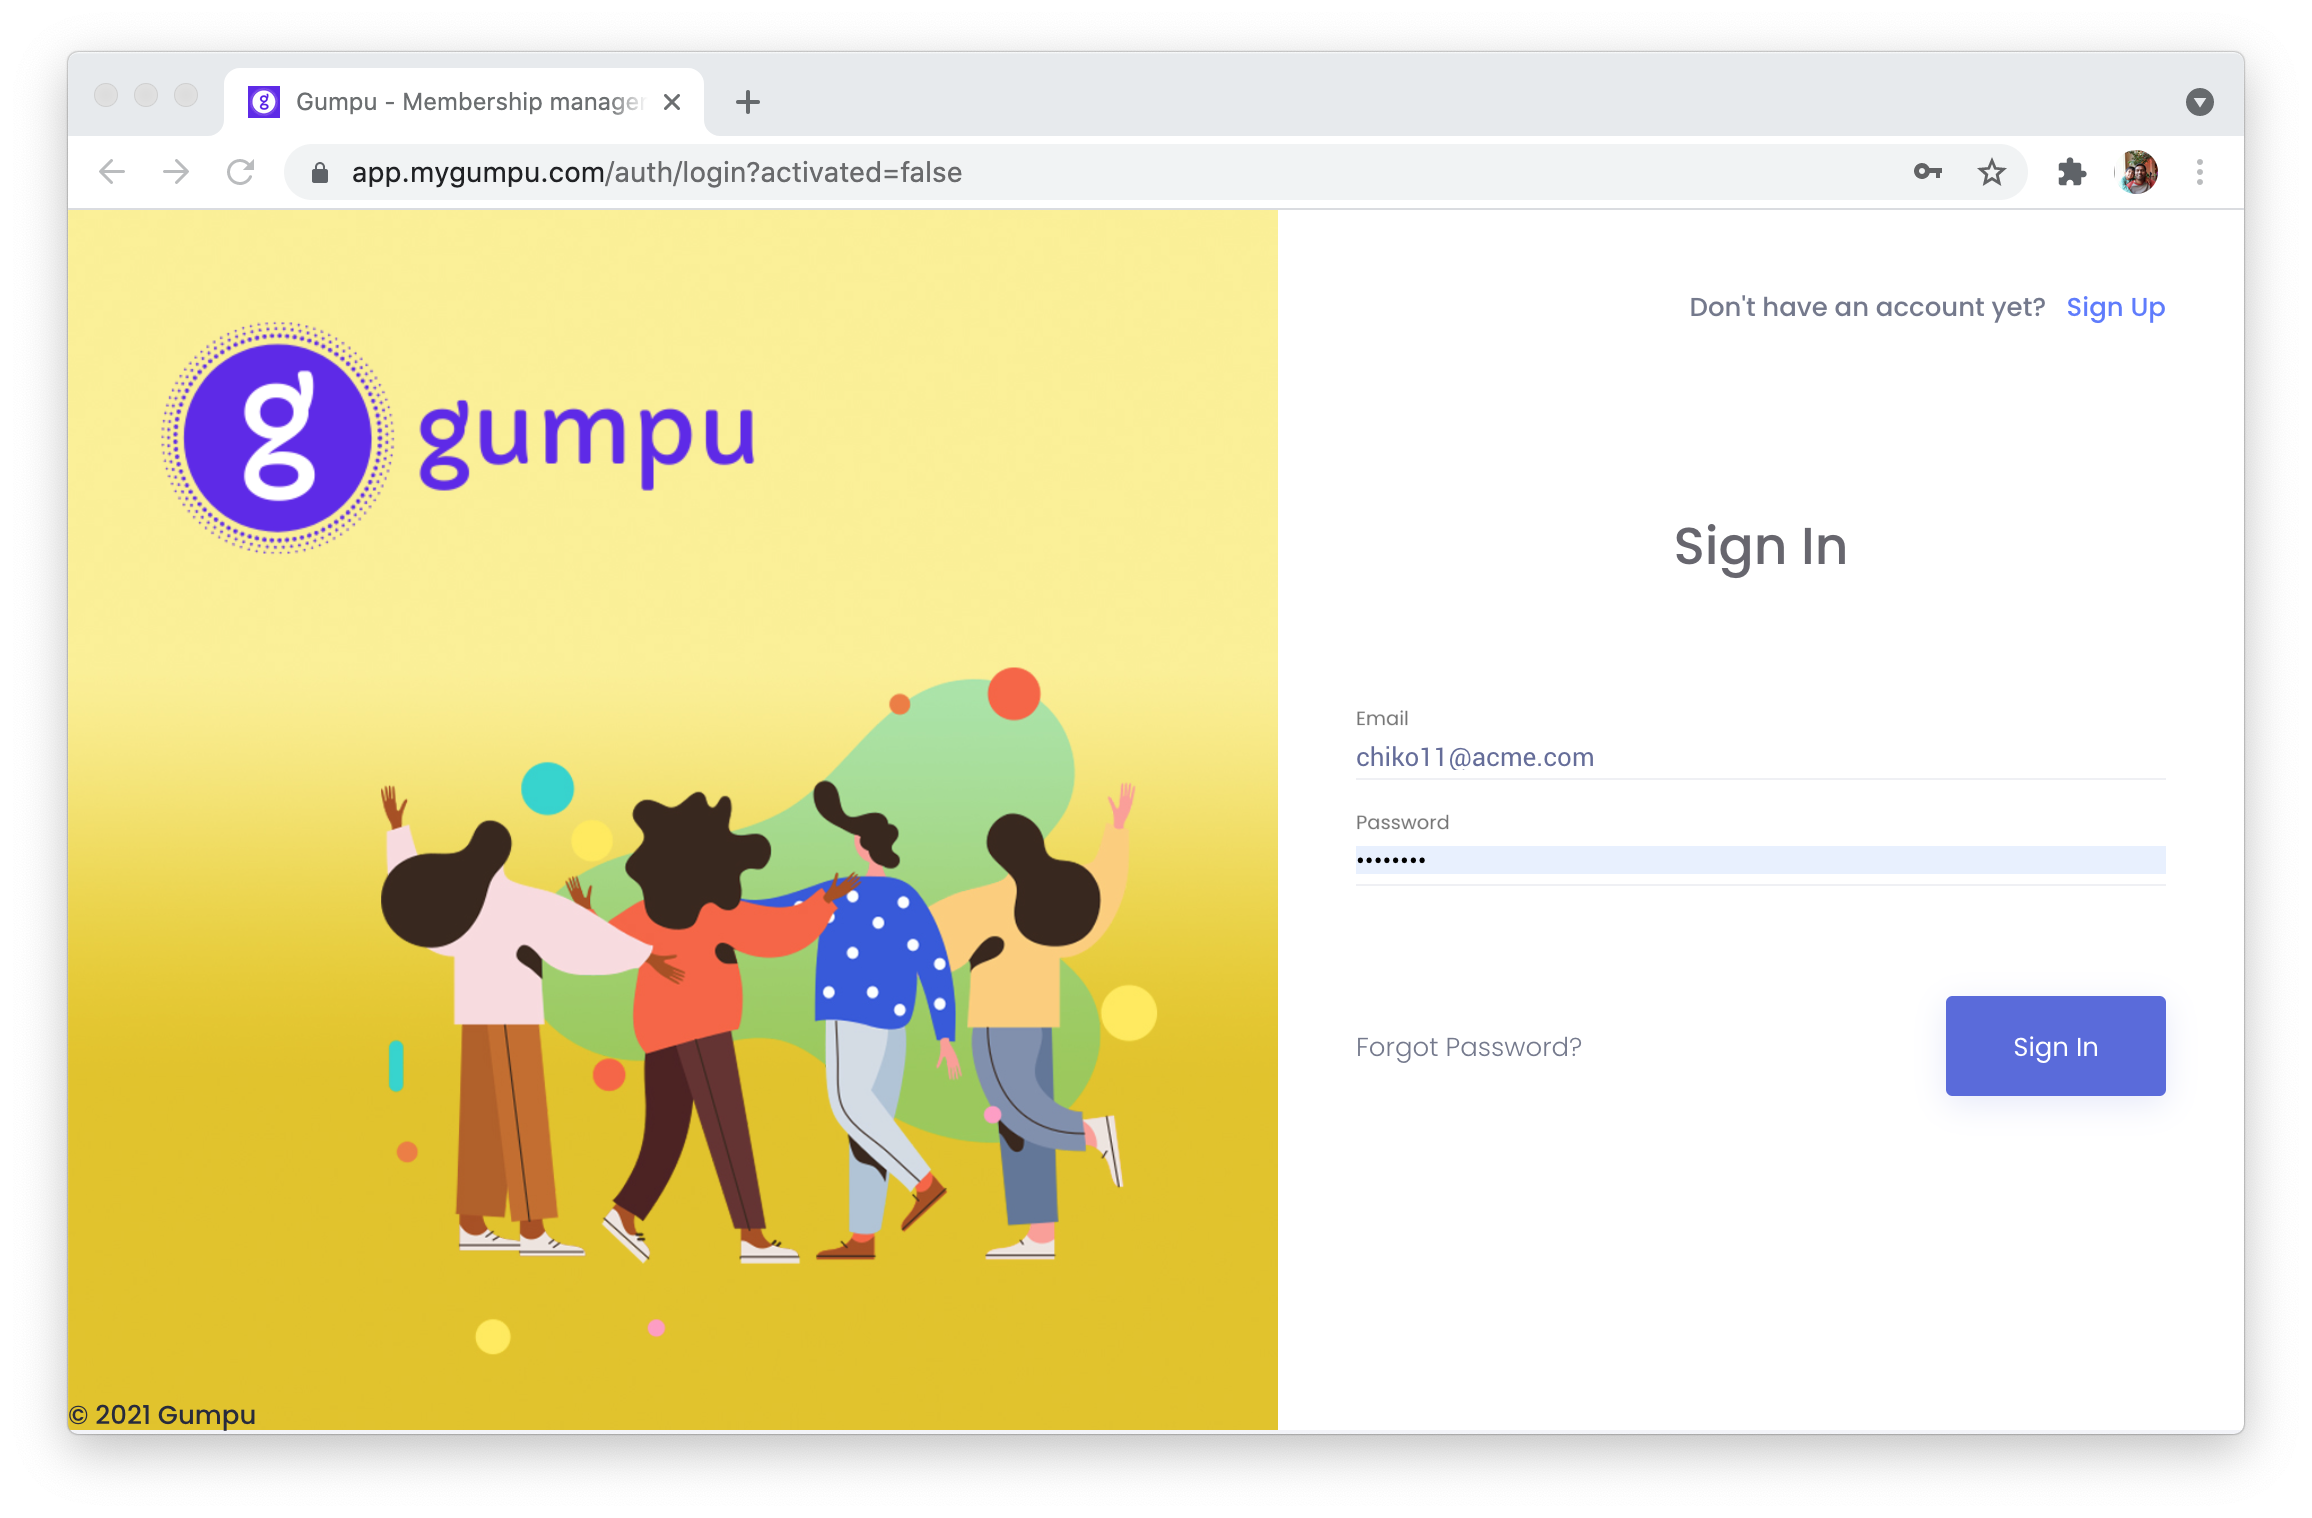 Gumpu - Membership manager
app.mygumpu.com/auth/login?activated=false
g gumpu
© 2021 Gumpu
Don't have an account yet? Sign Up
Sign In
Email
chiko11@acme.com
Password
••••••••
Forgot Password?
Sign In